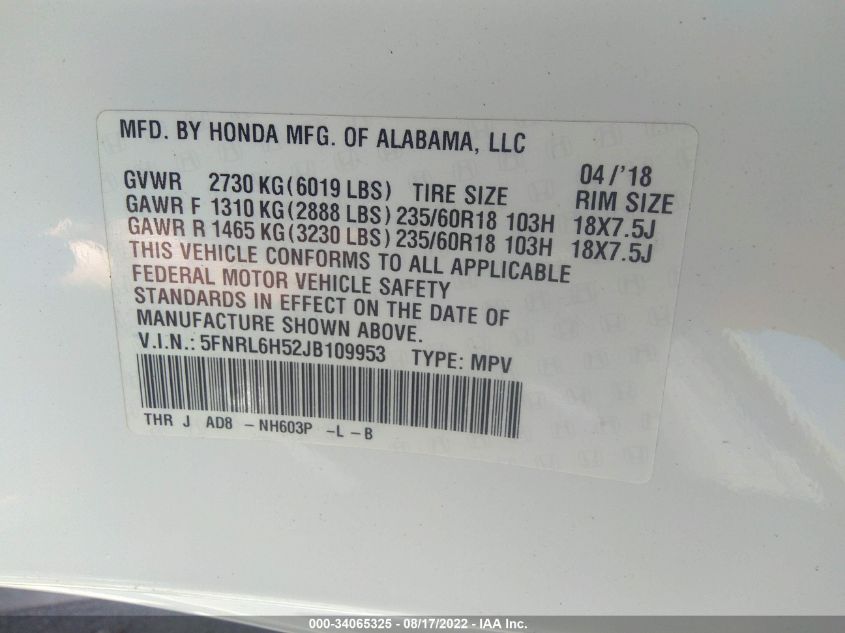 MFD. BY HONDA MFG. OF ALABAMA, LLC
04/'18
GVWR 2730 KG(6019 LBS) TIRE SIZE RIM SIZE
GAWR F 1310 KG(2888 LBS) 235/60R18 103H 18X7.5J
GAWR R 1465 KG(3230 LBS) 235/60R18 103H 18X7.5J
THIS VEHICLE CONFORMS TO ALL APPLICABLE
FEDERAL MOTOR VEHICLE SAFETY
STANDARDS IN EFFECT ON THE DATE OF
MANUFACTURE SHOWN ABOVE.
V.I.N.: 5FNRL6H52JB109953 TYPE: MPV
THR J AD8 - NH603P -L-B
000-34065325 - 08/17/2022 - IAA Inc.